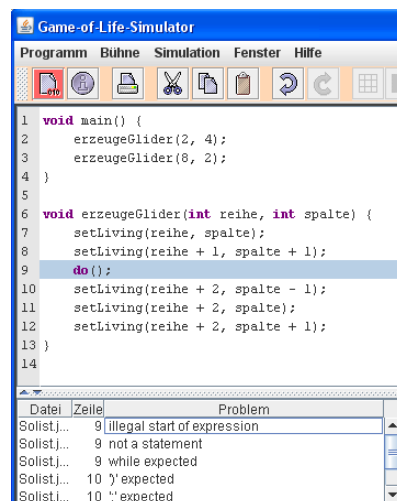 Game-of-Life-Simulator
Programm Bühne Simulation Fenster Hilfe
010
1 void main() {
2 erzeugeGlider(2, 4);
3 erzeugeGlider(8, 2);
4 }
5
6 void erzeugeGlider(int reihe, int spalte) {
7 setLiving(reihe, spalte);
8 setLiving(reihe + 1, spalte + 1);
9 do();
10 setLiving(reihe + 2, spalte - 1);
11 setLiving(reihe + 2, spalte);
12 setLiving(reihe + 2, spalte + 1);
13 }
14
Datei Zeile Problem
Solist.j... 9 illegal start of expression
Solist.j... 9 not a statement
Solist.j... 9 while expected
Solist.j... 10 ')' expected
Solist.j... 10 ';' expected